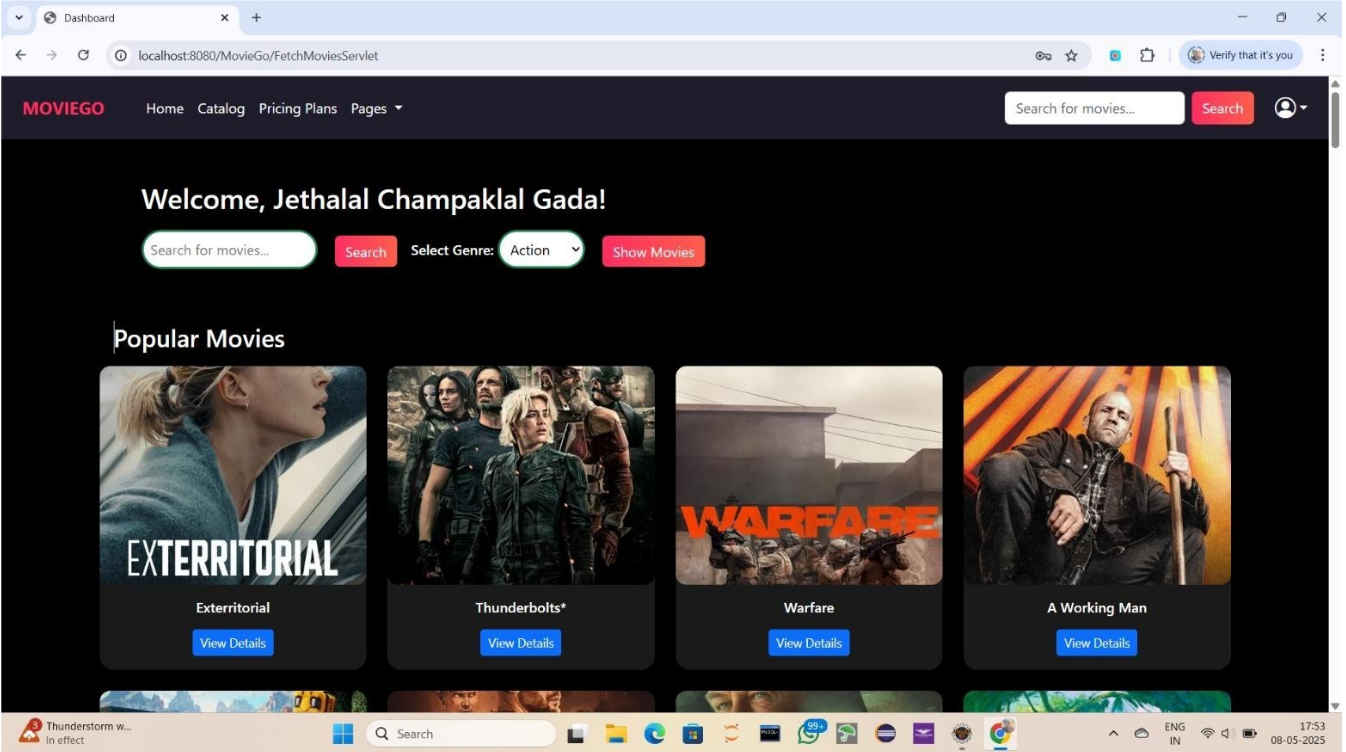 Dashboard
localhost:8080/MovieGo/FetchMoviesServlet
Verify that it's you
MOVIEGO Home Catalog Pricing Plans Pages
Search for movies... Search
Welcome, Jethalal Champaklal Gada!
Search for movies... Search Select Genre: Action Show Movies
Popular Movies
EXTERRITORIAL
WARFARE
Exterritorial Thunderbolts* Warfare A Working Man
View Details View Details View Details View Details
3
Thunderstorm w...
In effect
Search
99+
ENG
IN
17:53
08-05-2025